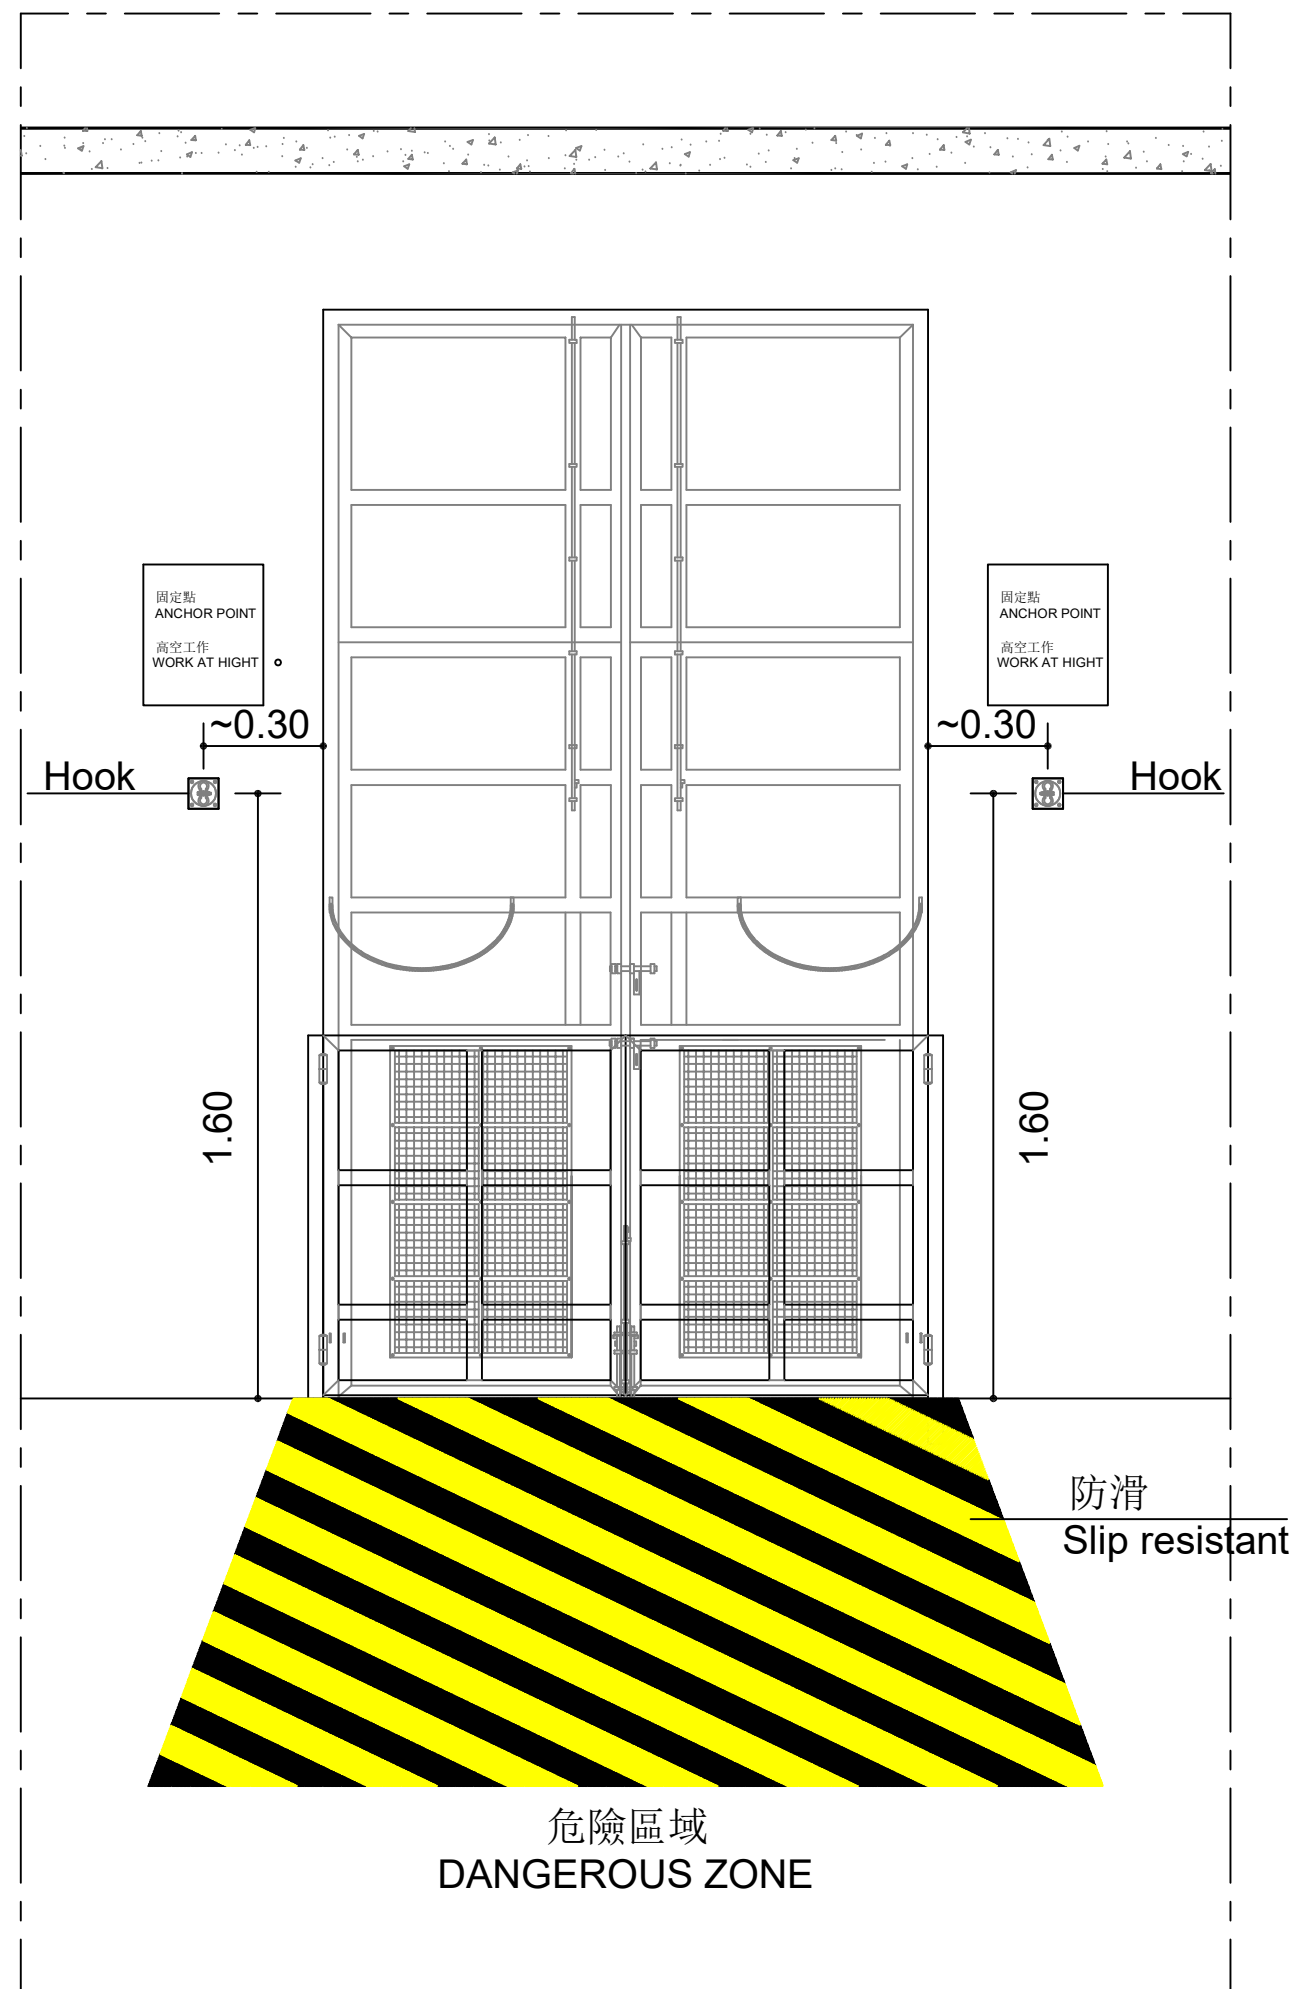 固定點
ANCHOR POINT
高空工作
WORK AT HIGHT
固定點
ANCHOR POINT
高空工作
WORK AT HIGHT
~0.30
~0.30
Hook
Hook
1.60
1.60
防滑
Slip resistant
危險區域
DANGEROUS ZONE